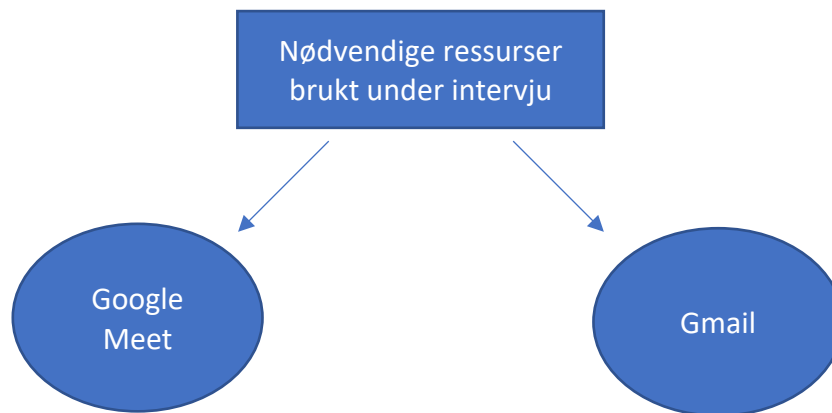 Nødvendige ressurser
brukt under intervju
Google
Meet
Gmail